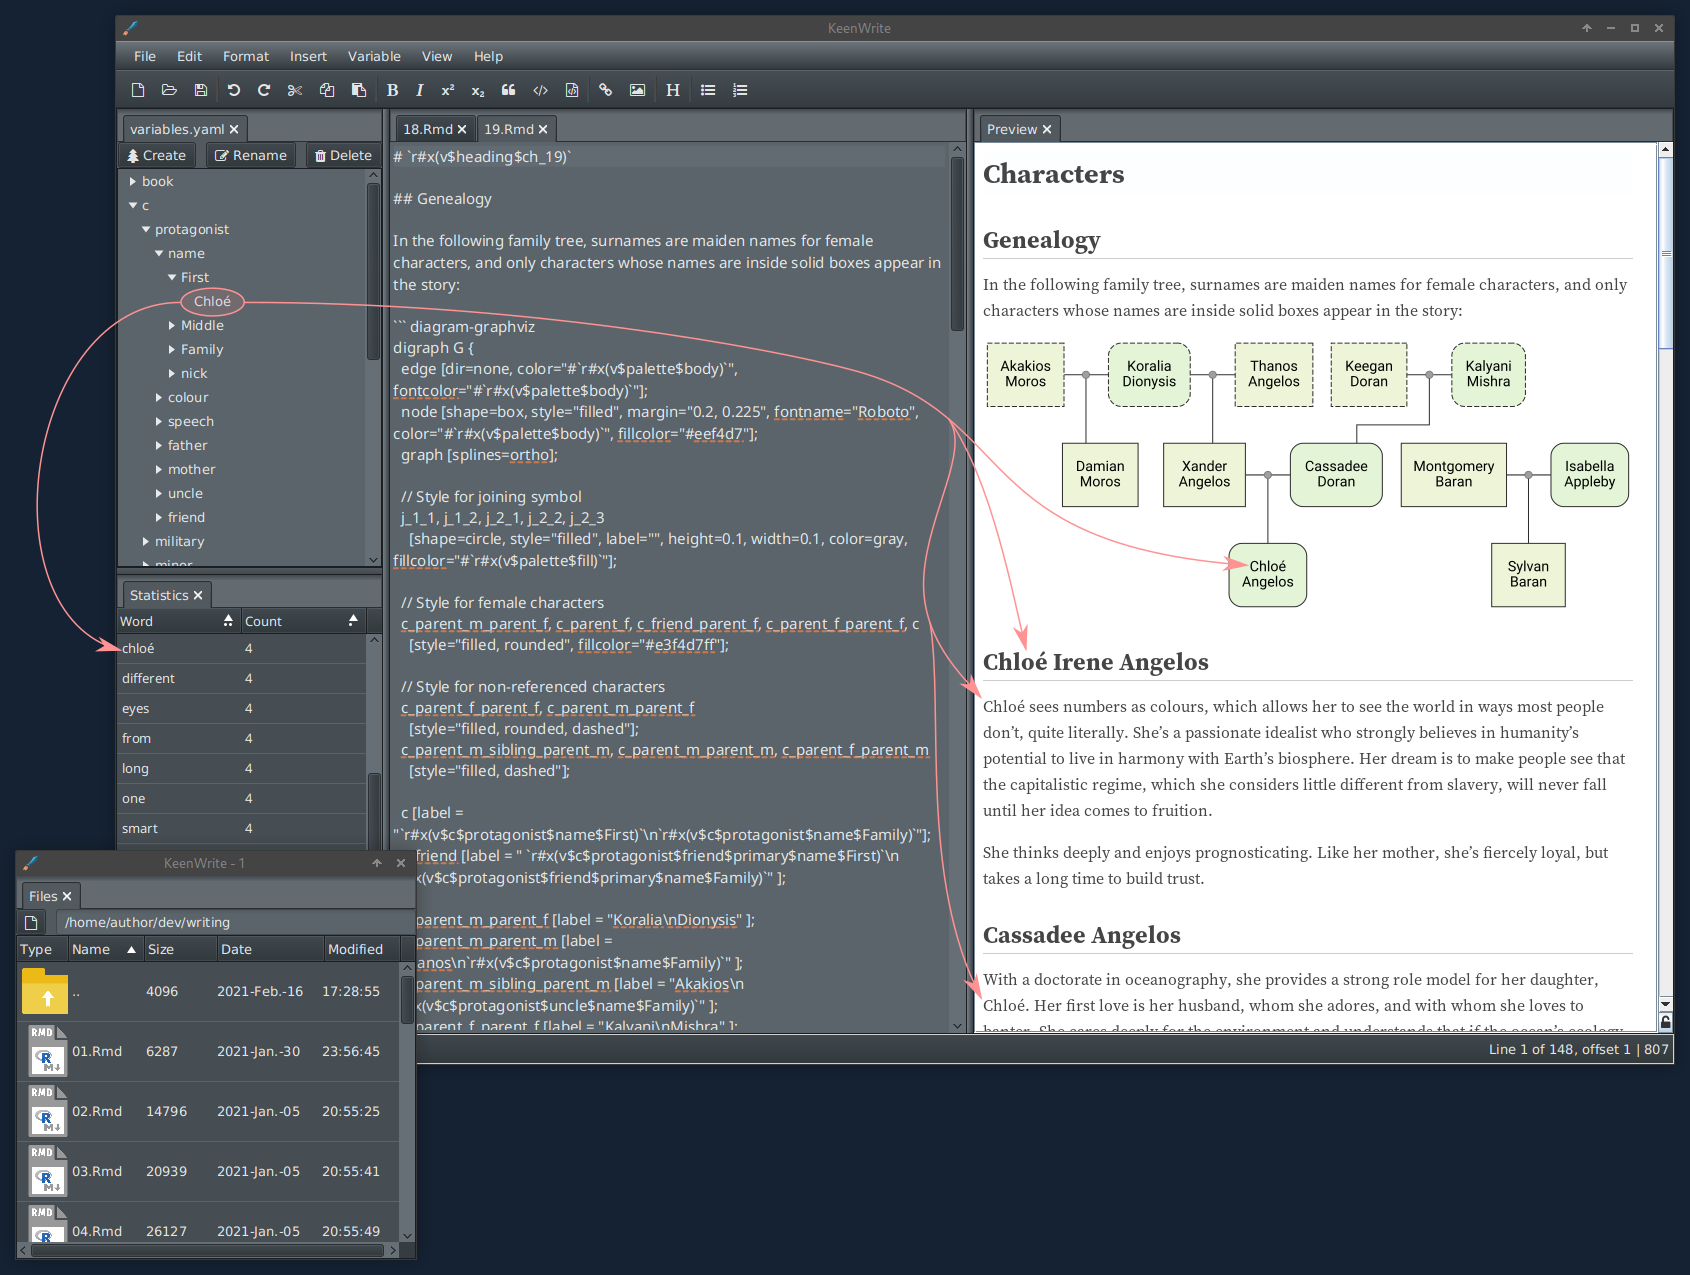 KeenWrite
File Edit Format Insert Variable View Help
B I x² x₂ H
variables.yaml
Create Rename Delete
book
c
protagonist
name
First
Chloé
Middle
Family
nick
colour
speech
father
mother
uncle
friend
military
Statistics
Word Count
chloé 4
different 4
eyes 4
from 4
long 4
one 4
smart 4
18.Rmd 19.Rmd
# `r#x(v$heading$ch_19)`
## Genealogy
In the following family tree, surnames are maiden names for female
characters, and only characters whose names are inside solid boxes appear in
the story:
``` diagram-graphviz
digraph G {
edge [dir=none, color="#`r#x(v$palette$body)`",
fontcolor="#`r#x(v$palette$body)`"];
node [shape=box, style="filled", margin="0.2, 0.225", fontname="Roboto",
color="#`r#x(v$palette$body)`", fillcolor="#eef4d7"];
graph [splines=ortho];
// Style for joining symbol
j_1_1, j_1_2, j_2_1, j_2_2, j_2_3
[shape=circle, style="filled", label="", height=0.1, width=0.1, color=gray,
fillcolor="#`r#x(v$palette$fill)`"];
// Style for female characters
c_parent_m_parent_f, c_parent_f, c_friend_parent_f, c_parent_f_parent_f, c
[style="filled, rounded", fillcolor="#e3f4d7ff"];
// Style for non-referenced characters
c_parent_f_parent_f, c_parent_m_parent_f
[style="filled, rounded, dashed"];
c_parent_m_sibling_parent_m, c_parent_m_parent_m, c_parent_f_parent_m
[style="filled, dashed"];
c [label =
"`r#x(v$c$protagonist$name$First)`\n`r#x(v$c$protagonist$name$Family)`"];
friend [label = " `r#x(v$c$protagonist$friend$primary$name$First)`\n
x(v$c$protagonist$friend$primary$name$Family)`" ];
parent_m_parent_f [label = "Koralia\nDionysis" ];
parent_m_parent_m [label =
anos\n`r#x(v$c$protagonist$name$Family)`" ];
parent_m_sibling_parent_m [label = "Akakios\n
x(v$c$protagonist$uncle$name$Family)`" ];
parent_f_parent_f [label = "Kalyani\nMishra" ];
Preview
Characters
Genealogy
In the following family tree, surnames are maiden names for female characters, and only
characters whose names are inside solid boxes appear in the story:
Akakios Moros
Koralia Dionysis
Thanos Angelos
Keegan Doran
Kalyani Mishra
Damian Moros
Xander Angelos
Cassadee Doran
Montgomery Baran
Isabella Appleby
Chloé Angelos
Sylvan Baran
Chloé Irene Angelos
Chloé sees numbers as colours, which allows her to see the world in ways most people
don’t, quite literally. She’s a passionate idealist who strongly believes in humanity’s
potential to live in harmony with Earth’s biosphere. Her dream is to make people see that
the capitalistic regime, which she considers little different from slavery, will never fall
until her idea comes to fruition.
She thinks deeply and enjoys prognosticating. Like her mother, she’s fiercely loyal, but
takes a long time to build trust.
Cassadee Angelos
With a doctorate in oceanography, she provides a strong role model for her daughter,
Chloé. Her first love is her husband, whom she adores, and with whom she loves to
banter. She cares deeply for the environment and understands that if the ocean’s ecology
Line 1 of 148, offset 1 | 807
KeenWrite - 1
Files
/home/author/dev/writing
Type Name Size Date Modified
.. 4096 2021-Feb.-16 17:28:55
RMD R M↓ 01.Rmd 6287 2021-Jan.-30 23:56:45
RMD R M↓ 02.Rmd 14796 2021-Jan.-05 20:55:25
RMD R M↓ 03.Rmd 20939 2021-Jan.-05 20:55:41
RMD R 04.Rmd 26127 2021-Jan.-05 20:55:49